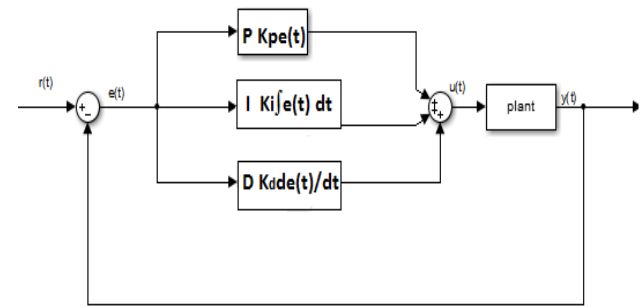 P Kpe(t)
r(t)
+
−
e(t)
I Ki∫e(t) dt
u(t)
+
+
+
plant
y(t)
D Kdde(t)/dt